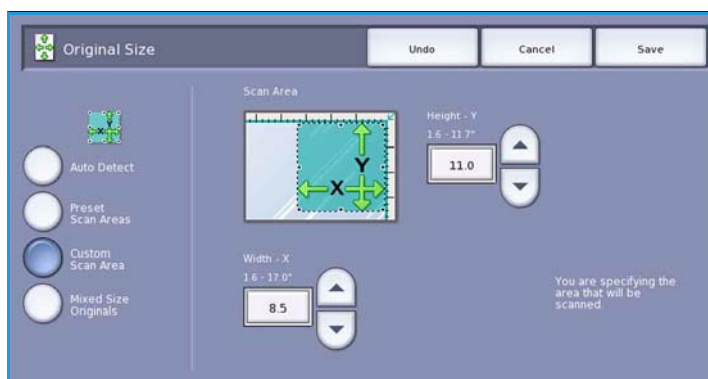 Original Size
Undo
Cancel
Save
Scan Area
Y
X
Height - Y
1.6 - 11.7"
11.0
Auto Detect
Preset
Scan Areas
Custom
Scan Area
Mixed Size
Originals
Width - X
1.6 - 17.0"
8.5
You are specifying the
area that will be
scanned.